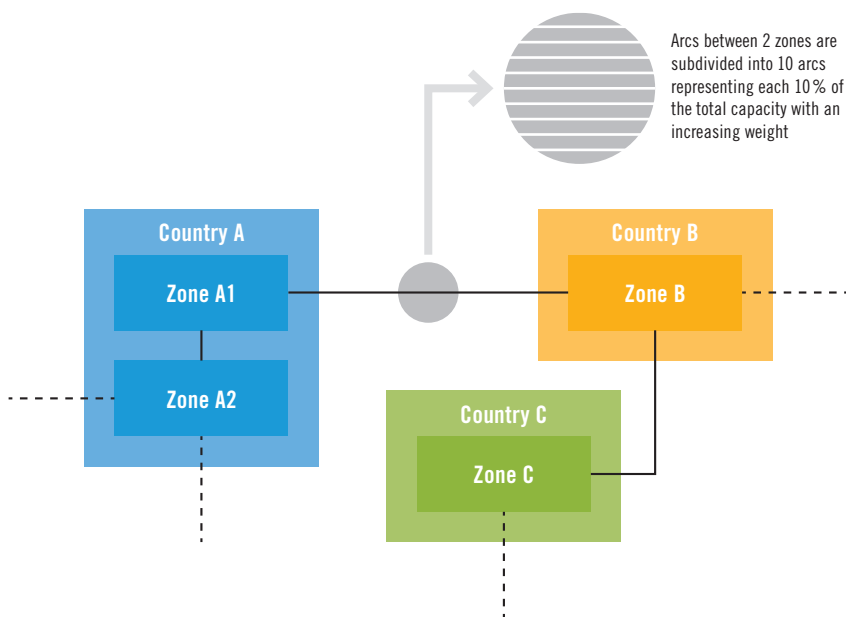 Arcs between 2 zones are
subdivided into 10 arcs
representing each 10 % of
the total capacity with an
increasing weight
Country A
Zone A1
Zone A2
Country B
Zone B
Country C
Zone C